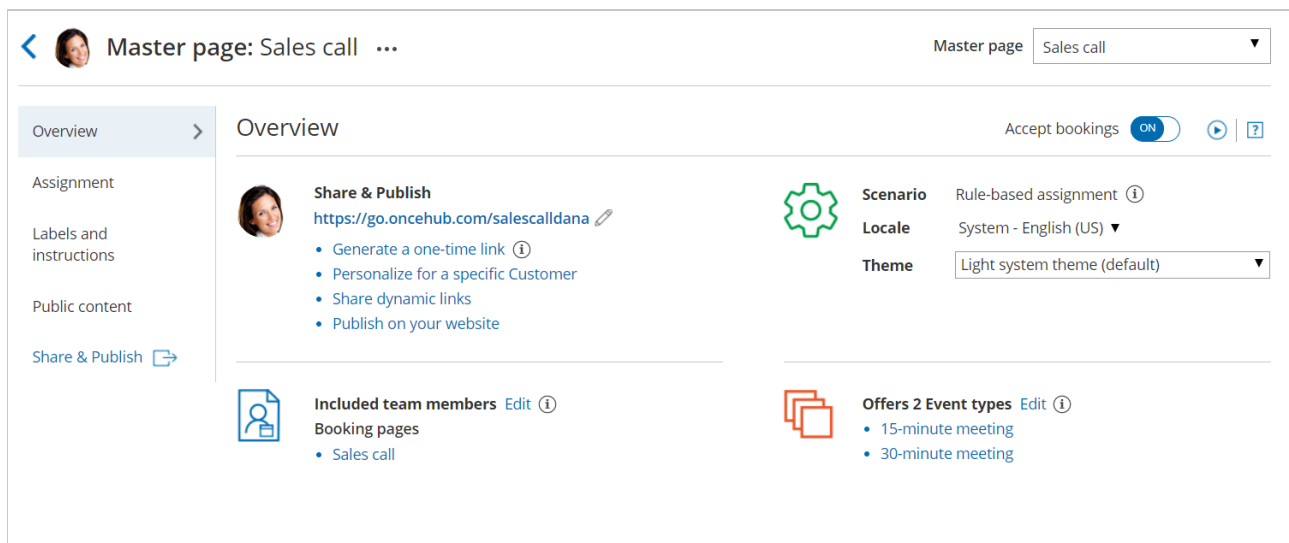 Master page: Sales call ...
Master page Sales call
Overview
Assignment
Labels and
instructions
Public content
Share & Publish
Overview
Accept bookings ON
?
Share & Publish
https://go.oncehub.com/salescalldana
Generate a one-time link i
Personalize for a specific Customer
Share dynamic links
Publish on your website
Scenario Rule-based assignment i
Locale System - English (US)
Theme Light system theme (default)
Included team members Edit i
Booking pages
Sales call
Offers 2 Event types Edit i
15-minute meeting
30-minute meeting